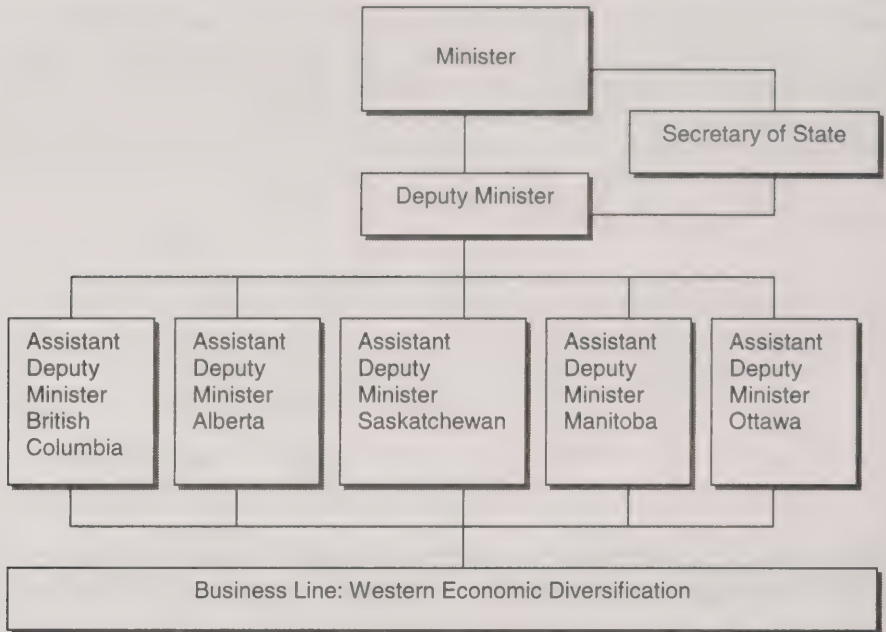 Minister
Secretary of State
Deputy Minister
Assistant
Deputy
Minister
British
Columbia
Assistant
Deputy
Minister
Alberta
Assistant
Deputy
Minister
Saskatchewan
Assistant
Deputy
Minister
Manitoba
Assistant
Deputy
Minister
Ottawa
Business Line: Western Economic Diversification